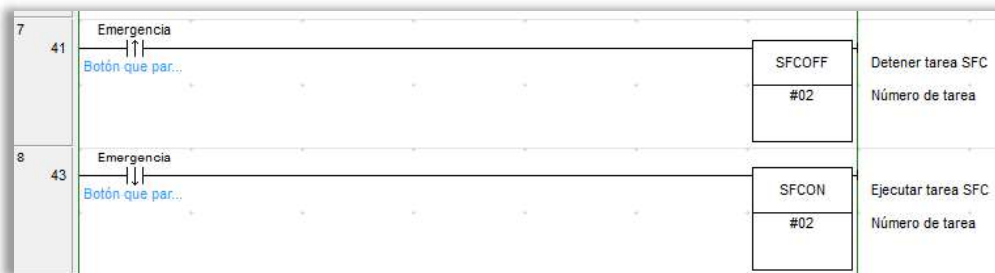 7
Emergencia
41
Botón que par...
SFCOFF Detener tarea SFC
#02 Número de tarea
8
Emergencia
43
Botón que par...
SFCON Ejecutar tarea SFC
#02 Número de tarea